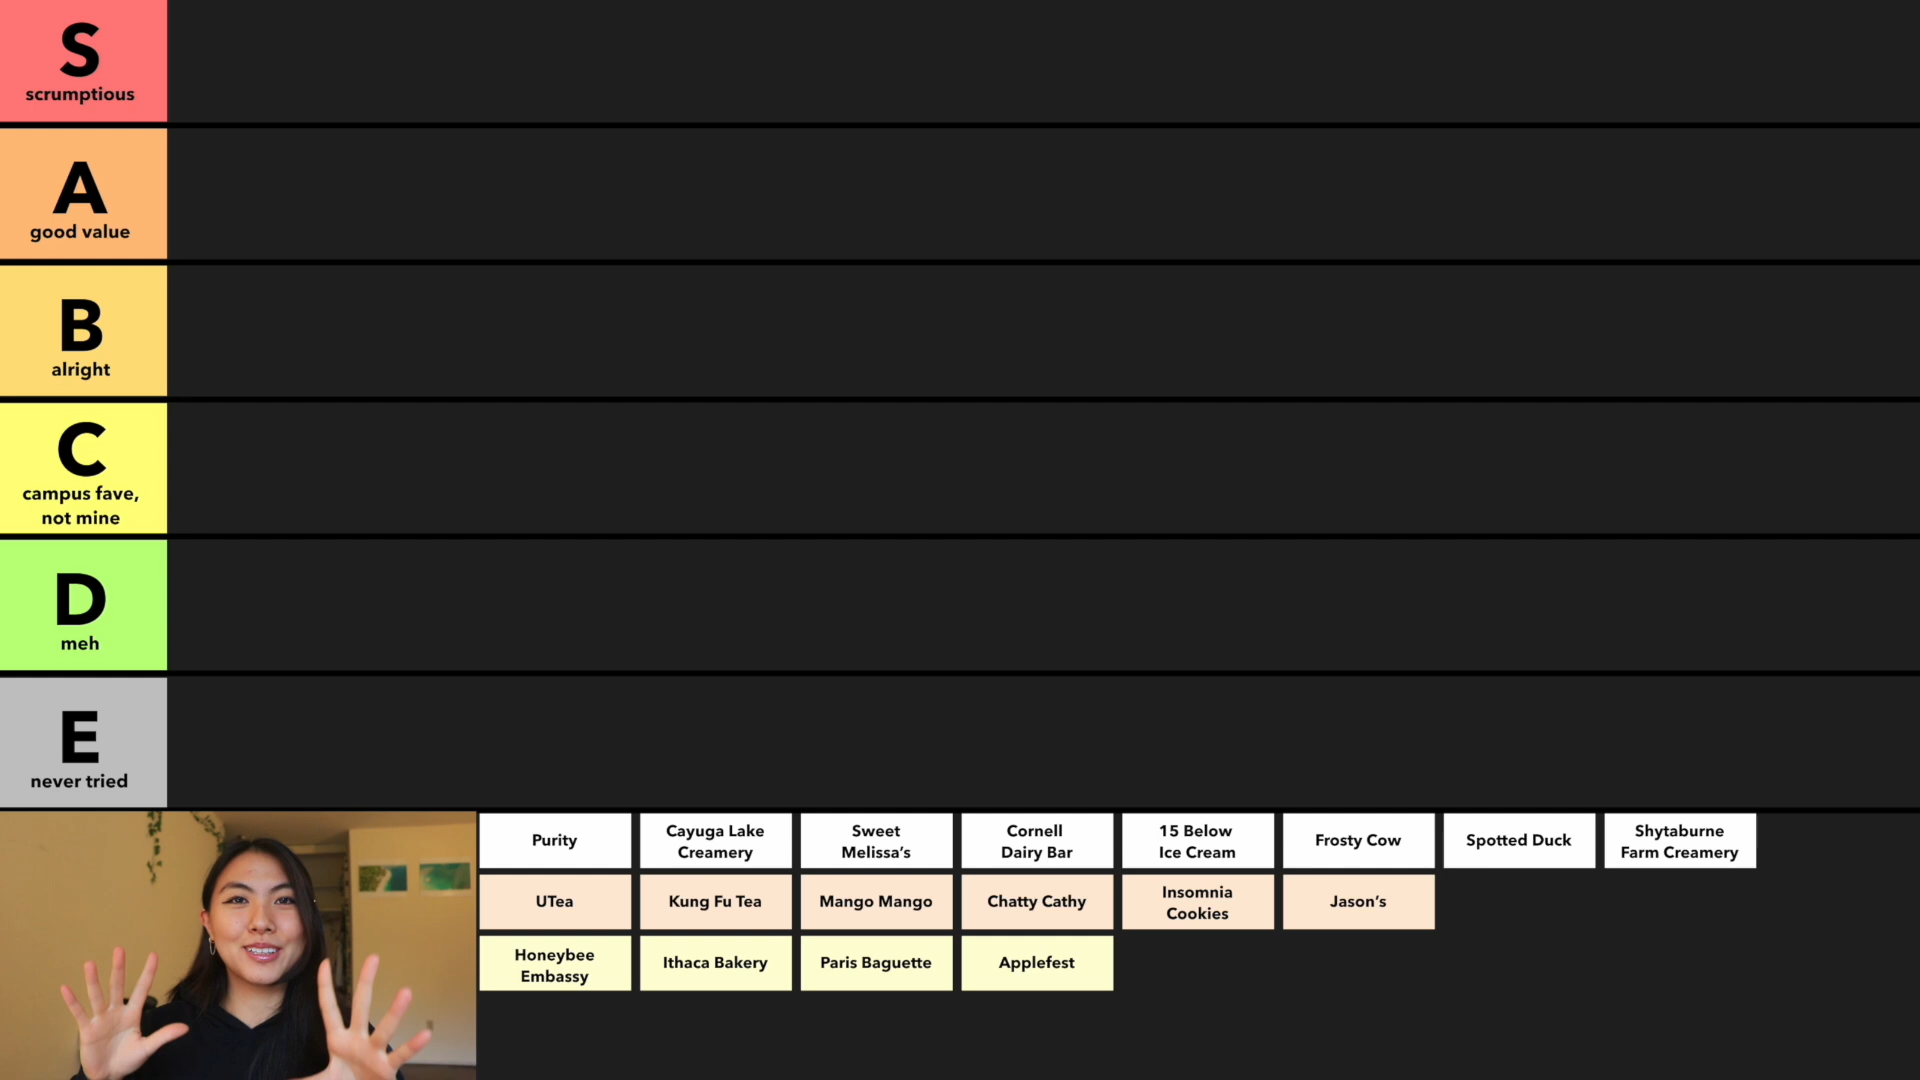 S
scrumptious
A
good value
B
alright
C
campus fave,
not mine
D
meh
E
never tried
Purity
Cayuga Lake
Creamery
Sweet
Melissa’s
Cornell
Dairy Bar
15 Below
Ice Cream
Frosty Cow
Spotted Duck
Shytaburne
Farm Creamery
UTea
Kung Fu Tea
Mango Mango
Chatty Cathy
Insomnia
Cookies
Jason’s
Honeybee
Embassy
Ithaca Bakery
Paris Baguette
Applefest